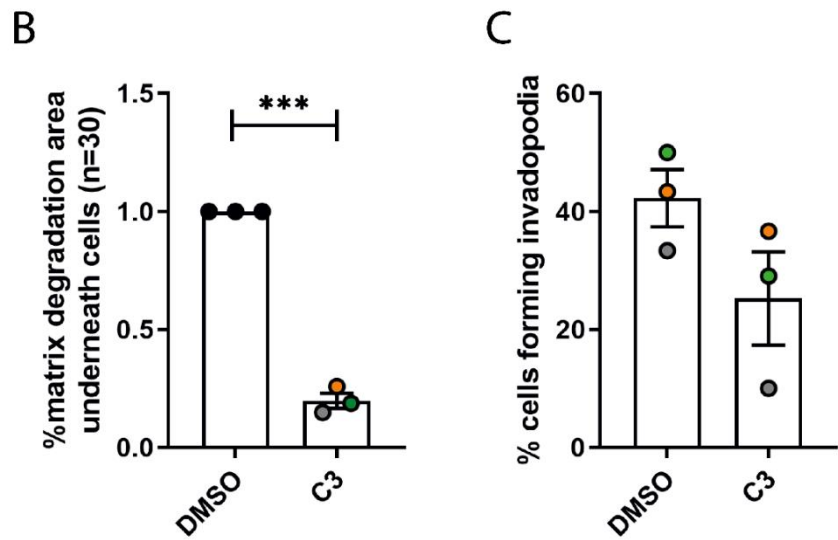 B
%matrix degradation area
underneath cells (n=30)
1.5
1.0
0.5
0.0
***
DMSO
C3
C
% cells forming invadopodia
60
40
20
0
DMSO
C3